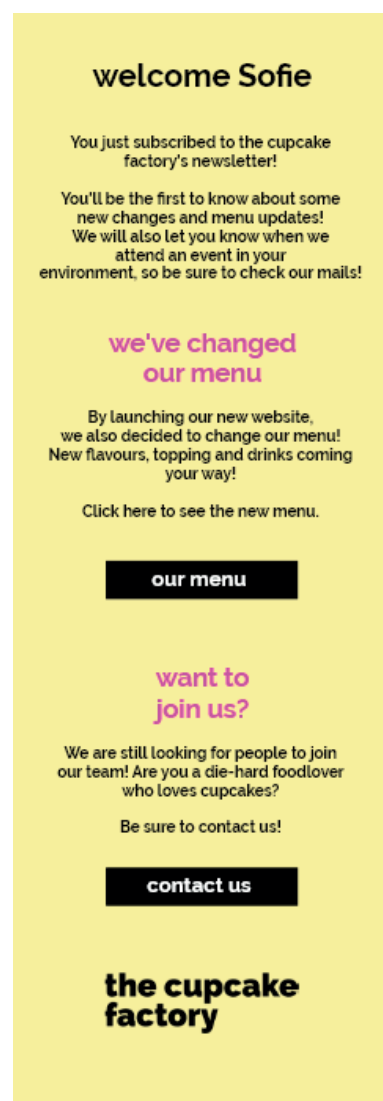 welcome Sofie
You just subscribed to the cupcake
factory's newsletter!
You'll be the first to know about some
new changes and menu updates!
We will also let you know when we
attend an event in your
environment, so be sure to check our mails!
we've changed
our menu
By launching our new website,
we also decided to change our menu!
New flavours, topping and drinks coming
your way!
Click here to see the new menu.
our menu
want to
join us?
We are still looking for people to join
our team! Are you a die-hard foodlover
who loves cupcakes?
Be sure to contact us!
contact us
the cupcake
factory